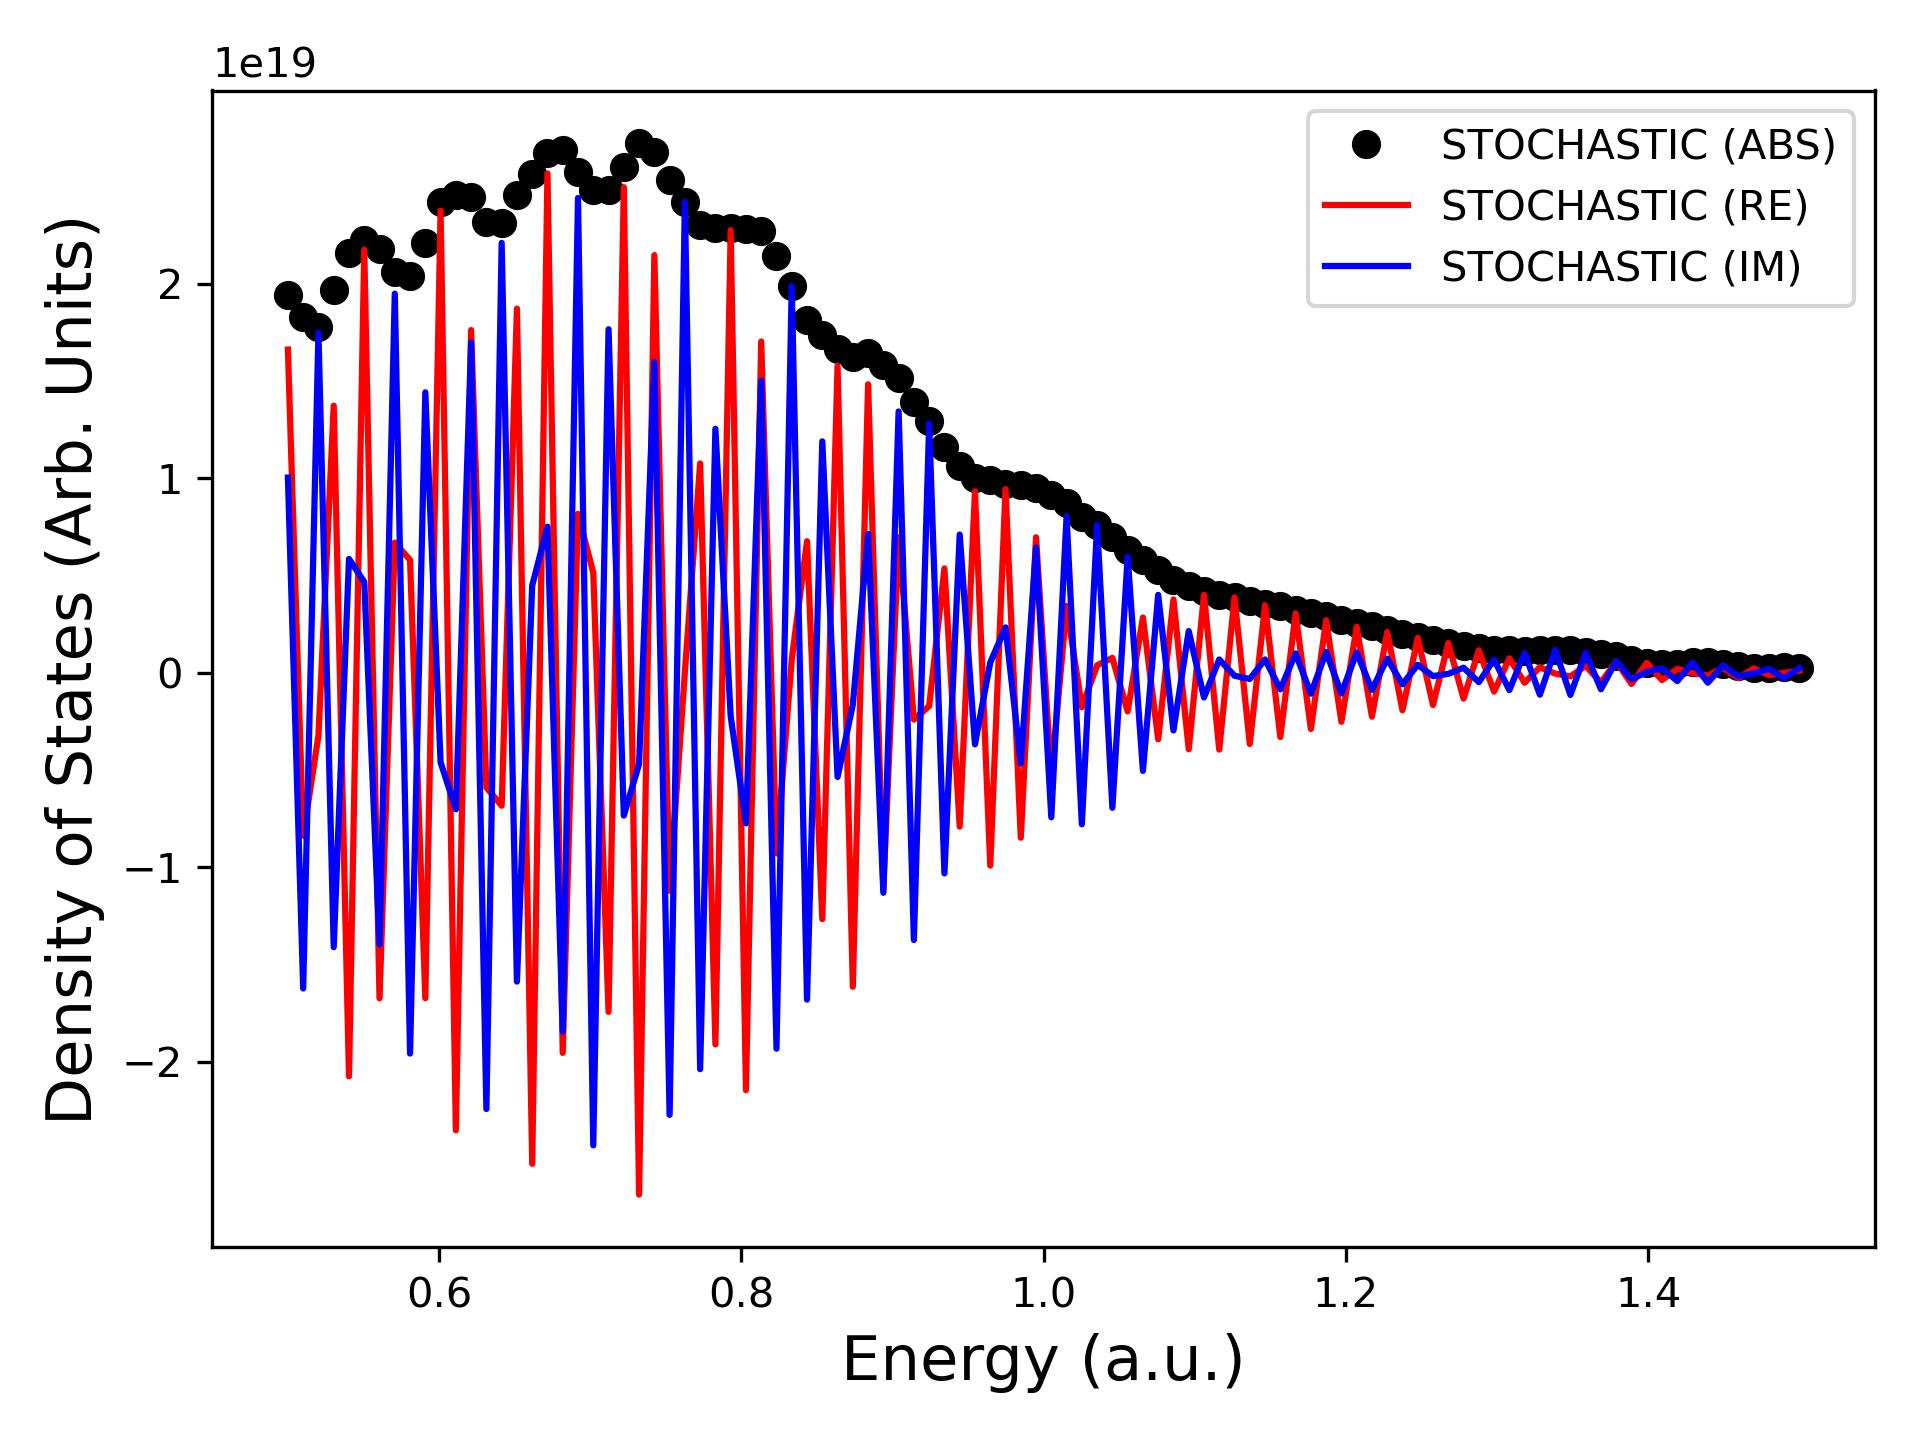 1e19
STOCHASTIC (ABS)
STOCHASTIC (RE)
STOCHASTIC (IM)
Density of States (Arb. Units)
2
1
0
−1
−2
0.6 0.8 1.0 1.2 1.4
Energy (a.u.)